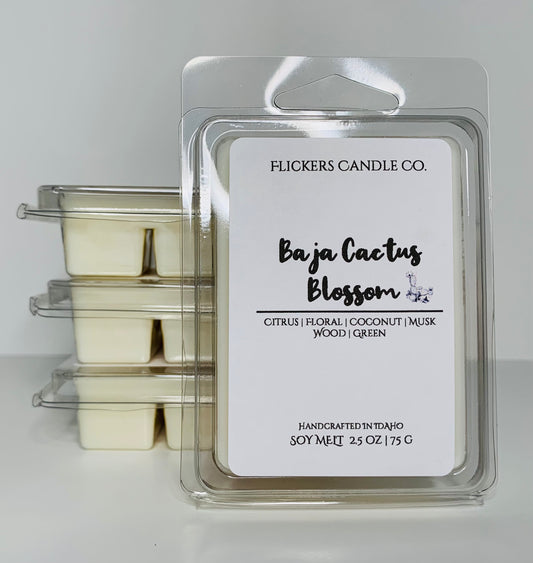 FLICKERS CANDLE CO.
Baja Cactus
Blossom
CITRUS | FLORAL | COCONUT | MUSK
WOOD | GREEN
HANDCRAFTED IN IDAHO
SOY MELT 2.5 OZ | 75 G